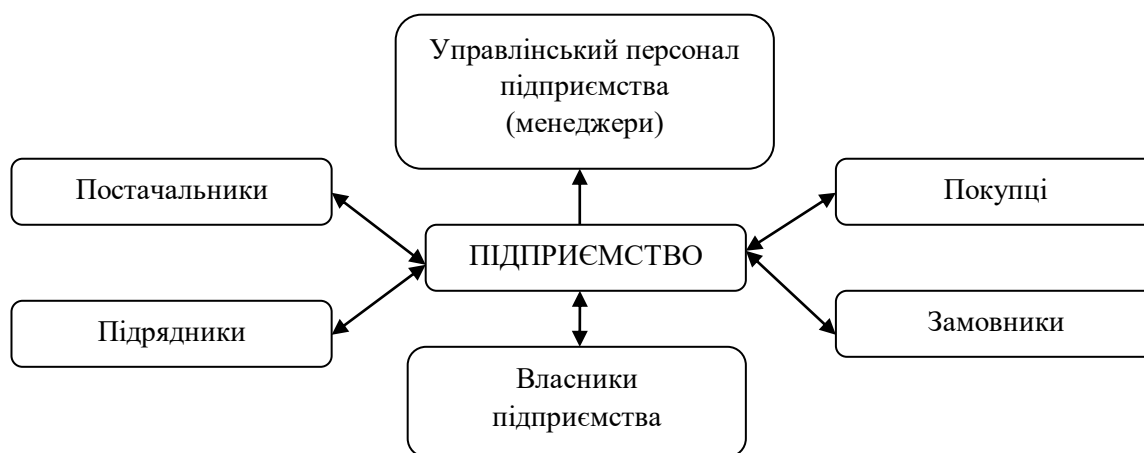 Управлінський персонал
підприємства
(менеджери)
Постачальники
Покупці
ПІДПРИЄМСТВО
Підрядники
Замовники
Власники
підприємства